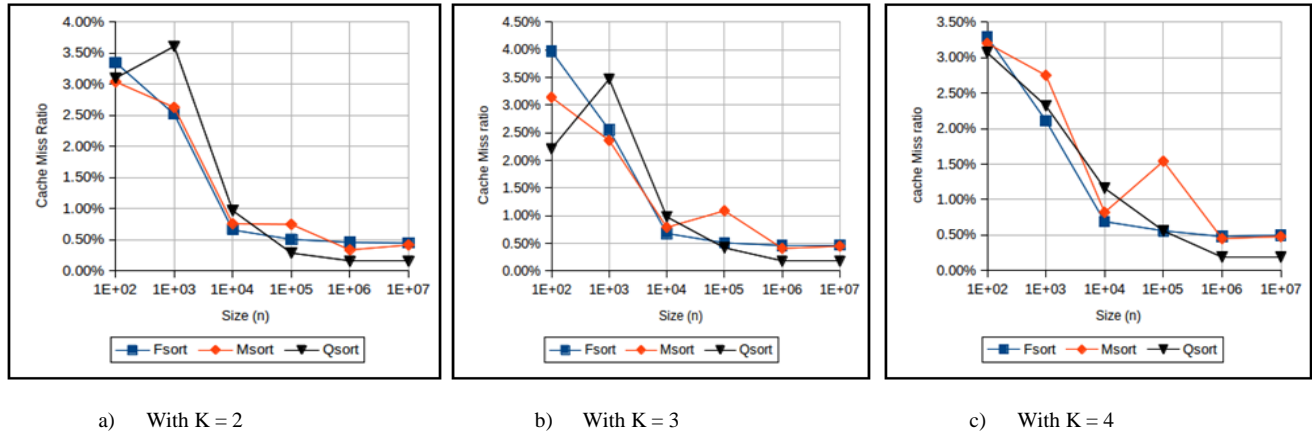 4.00%
3.50%
3.00%
2.50%
2.00%
1.50%
1.00%
0.50%
0.00%
Cache Miss Ratio
1E+02 1E+03 1E+04 1E+05 1E+06 1E+07
Size (n)
Fsort Msort Qsort
a) With K = 2
4.50%
4.00%
3.50%
3.00%
2.50%
2.00%
1.50%
1.00%
0.50%
0.00%
Cache Miss ratio
1E+02 1E+03 1E+04 1E+05 1E+06 1E+07
Size (n)
Fsort Msort Qsort
b) With K = 3
3.50%
3.00%
2.50%
2.00%
1.50%
1.00%
0.50%
0.00%
cache Miss ratio
1E+02 1E+03 1E+04 1E+05 1E+06 1E+07
Size (n)
Fsort Msort Qsort
c) With K = 4